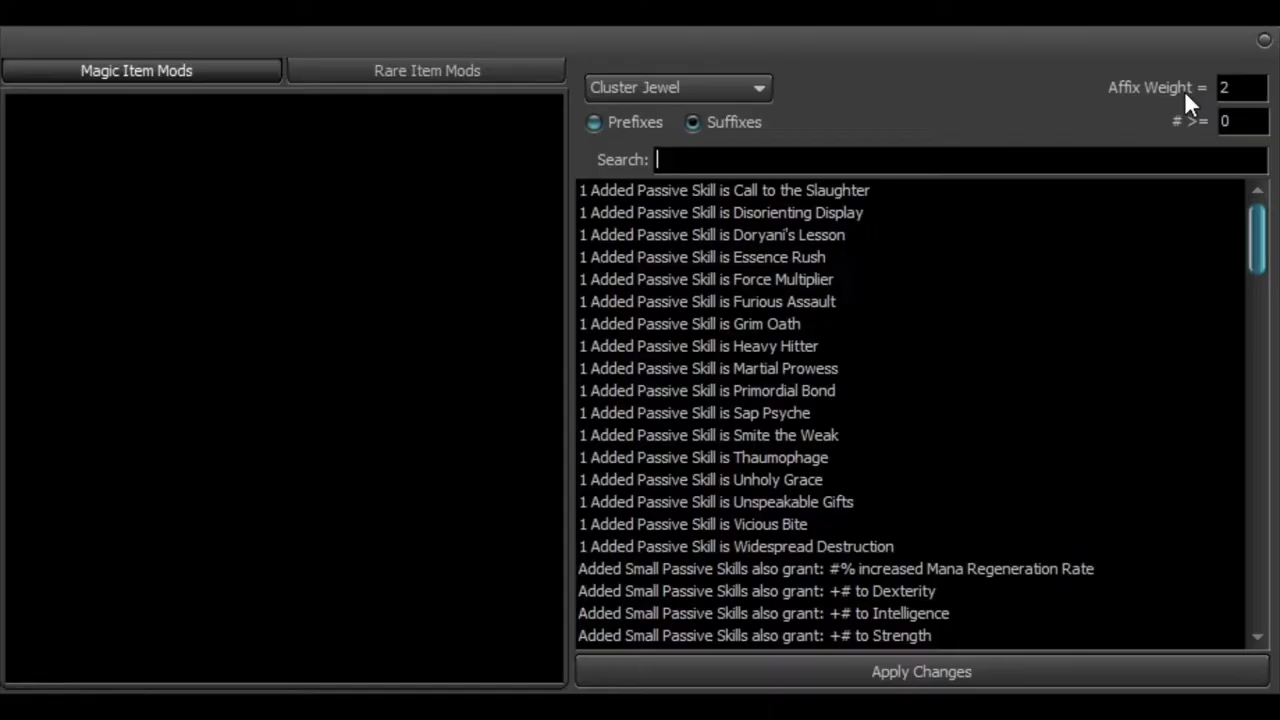 Magic Item Mods
Rare Item Mods
Cluster Jewel
Affix Weight = 2
Prefixes
Suffixes
# >= 0
Search:
1 Added Passive Skill is Call to the Slaughter
1 Added Passive Skill is Disorienting Display
1 Added Passive Skill is Doryani's Lesson
1 Added Passive Skill is Essence Rush
1 Added Passive Skill is Force Multiplier
1 Added Passive Skill is Furious Assault
1 Added Passive Skill is Grim Oath
1 Added Passive Skill is Heavy Hitter
1 Added Passive Skill is Martial Prowess
1 Added Passive Skill is Primordial Bond
1 Added Passive Skill is Sap Psyche
1 Added Passive Skill is Smite the Weak
1 Added Passive Skill is Thaumophage
1 Added Passive Skill is Unholy Grace
1 Added Passive Skill is Unspeakable Gifts
1 Added Passive Skill is Vicious Bite
1 Added Passive Skill is Widespread Destruction
Added Small Passive Skills also grant: #% increased Mana Regeneration Rate
Added Small Passive Skills also grant: +# to Dexterity
Added Small Passive Skills also grant: +# to Intelligence
Added Small Passive Skills also grant: +# to Strength
Apply Changes